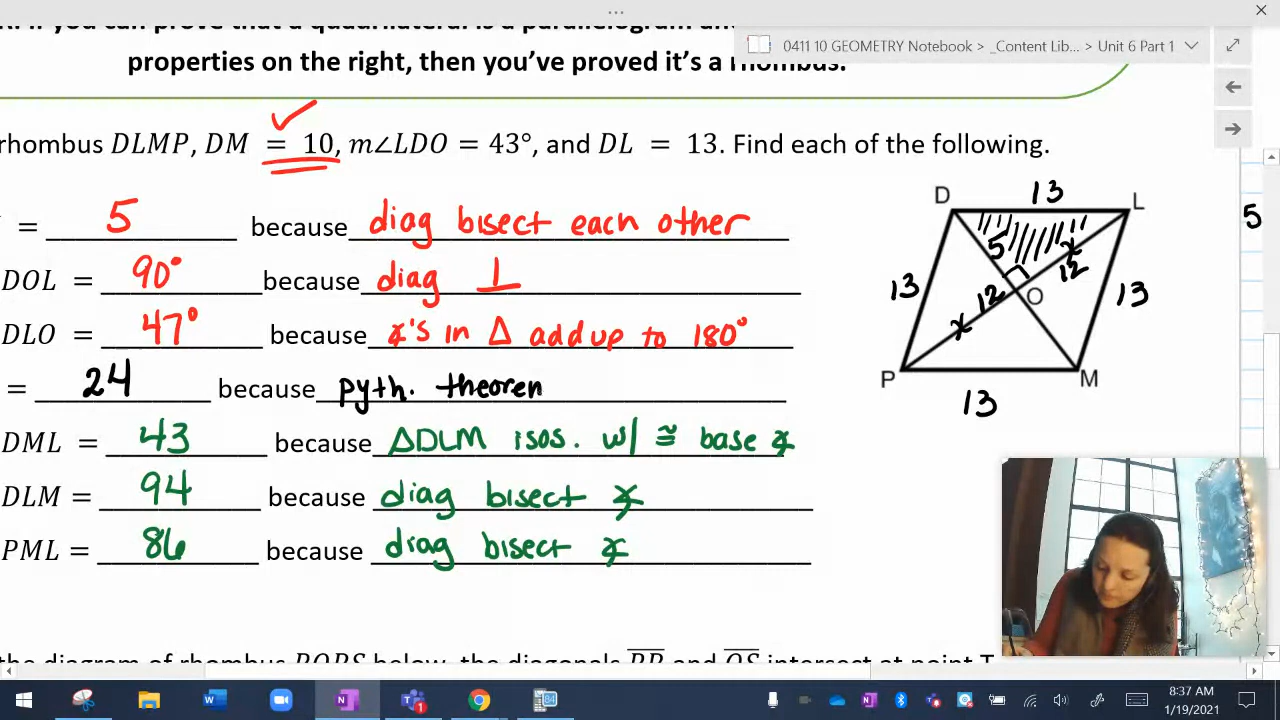 0411 10 GEOMETRY Notebook > _Content Lib... > Unit 6 Part 1
properties on the right, then you've proved it's a rhombus.
rhombus DLMP, DM = 10, m∠LDO = 43°, and DL = 13. Find each of the following.
= 5 because diag bisect each other
DOL = 90° because diag ⊥
DLO = 47° because ∡'s in Δ add up to 180°
= 24 because pyth. theorem
DML = 43 because ΔDLM isos. w/ ≅ base ∡
DLM = 94 because diag bisect ∡
PML = 86 because diag bisect ∡
D 13 L
5 x
13 12 12 13
x O
P M
13
5
8:37 AM
1/19/2021